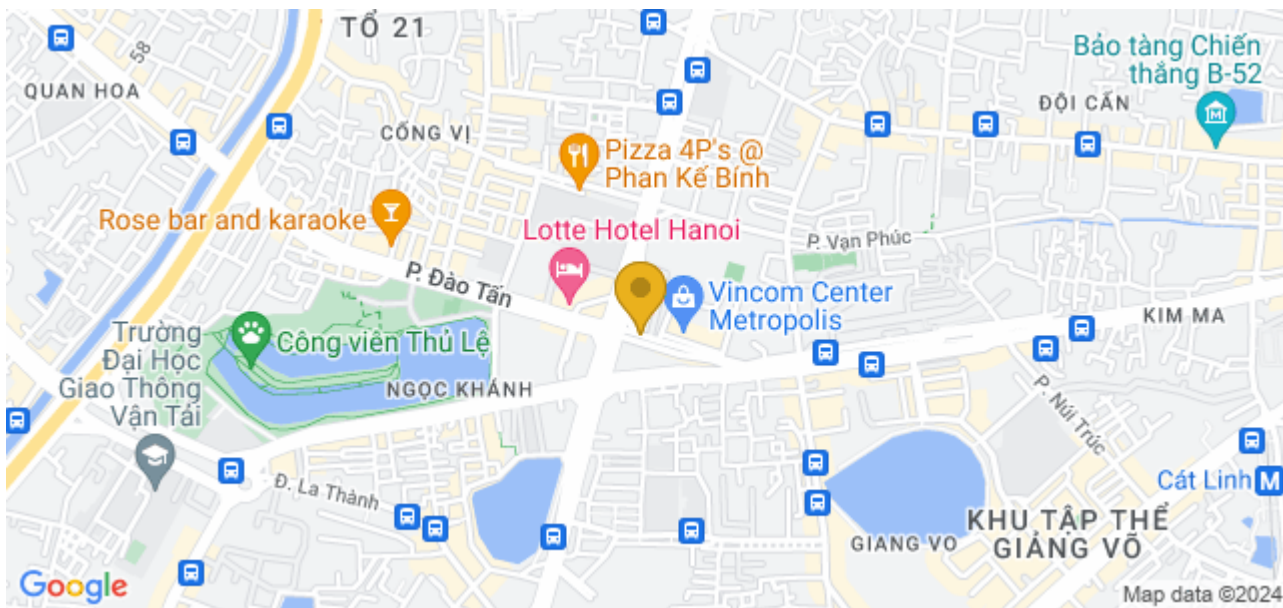 TỔ 21
58
QUAN HOA
CỐNG VỊ
Bảo tàng Chiến
thắng B-52
ĐỘI CẤN
Pizza 4P's @
Phan Kế Bính
Rose bar and karaoke
Lotte Hotel Hanoi
P. Vạn Phúc
P. Đào Tấn
Vincom Center
Metropolis
KIM MA
Trường
Đại Học
Giao Thông
Vận Tải
Công viên Thủ Lệ
NGỌC KHÁNH
P. Núi Trúc
Đ. La Thành
Cát Linh M
KHU TẬP THỂ
GIẢNG VÕ
GIANG VO
Google
Map data ©2024